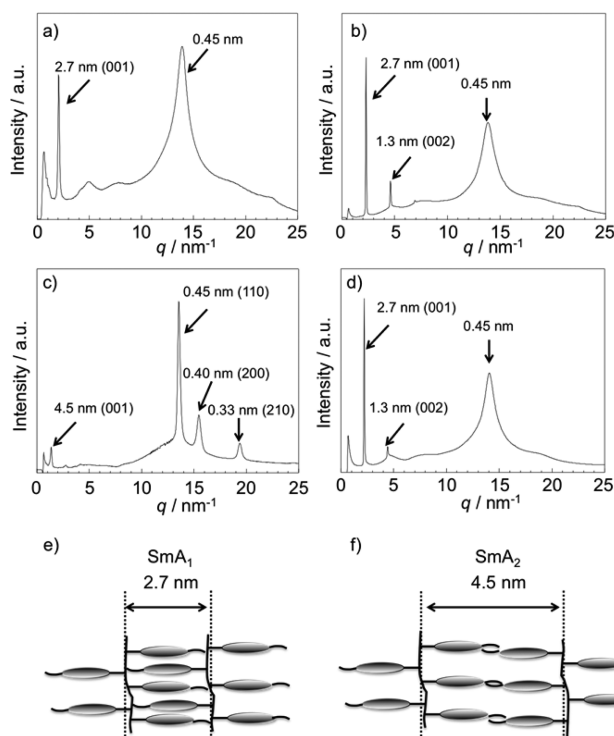 a)
0.45 nm
2.7 nm (001)
Intensity / a.u.
0 5 10 15 20 25
q / nm⁻¹
b)
2.7 nm (001)
0.45 nm
1.3 nm (002)
Intensity / a.u.
0 5 10 15 20 25
q / nm⁻¹
c)
0.45 nm (110)
0.40 nm (200)
0.33 nm (210)
4.5 nm (001)
Intensity / a.u.
0 5 10 15 20 25
q / nm⁻¹
d)
2.7 nm (001)
0.45 nm
1.3 nm (002)
Intensity / a.u.
0 5 10 15 20 25
q / nm⁻¹
e)
SmA₁
2.7 nm
f)
SmA₂
4.5 nm